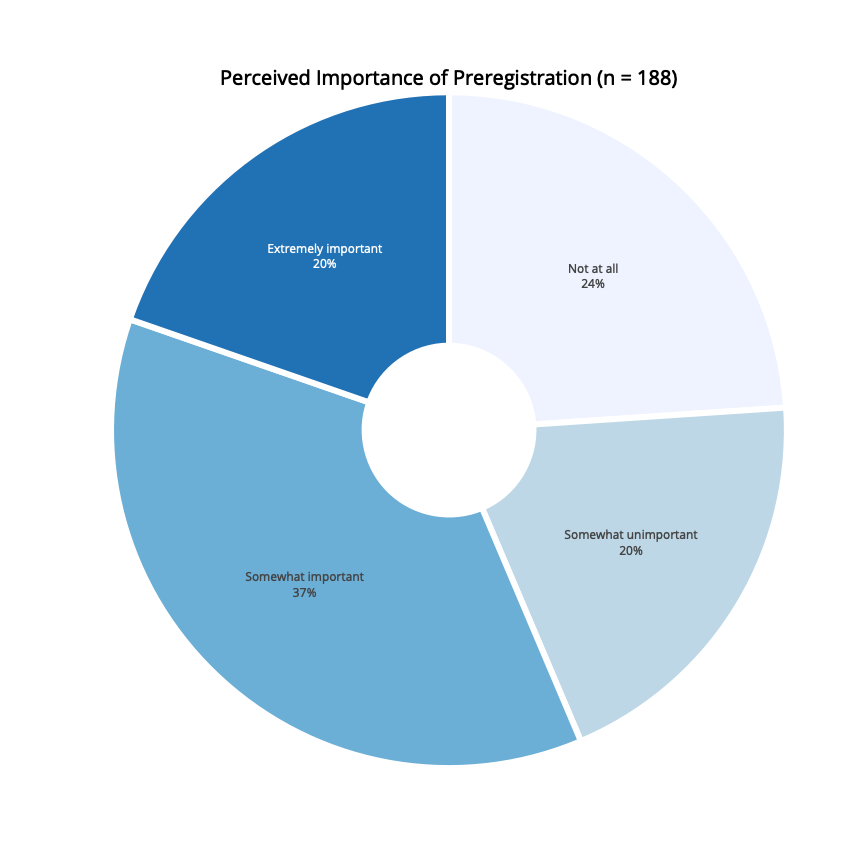 Perceived Importance of Preregistration (n = 188)
Extremely important
20%
Not at all
24%
Somewhat unimportant
20%
Somewhat important
37%